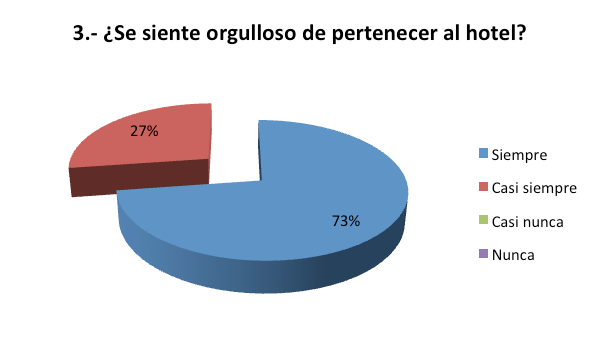 3.- ¿Se siente orgulloso de pertenecer al hotel?
27%
73%
Siempre
Casi siempre
Casi nunca
Nunca